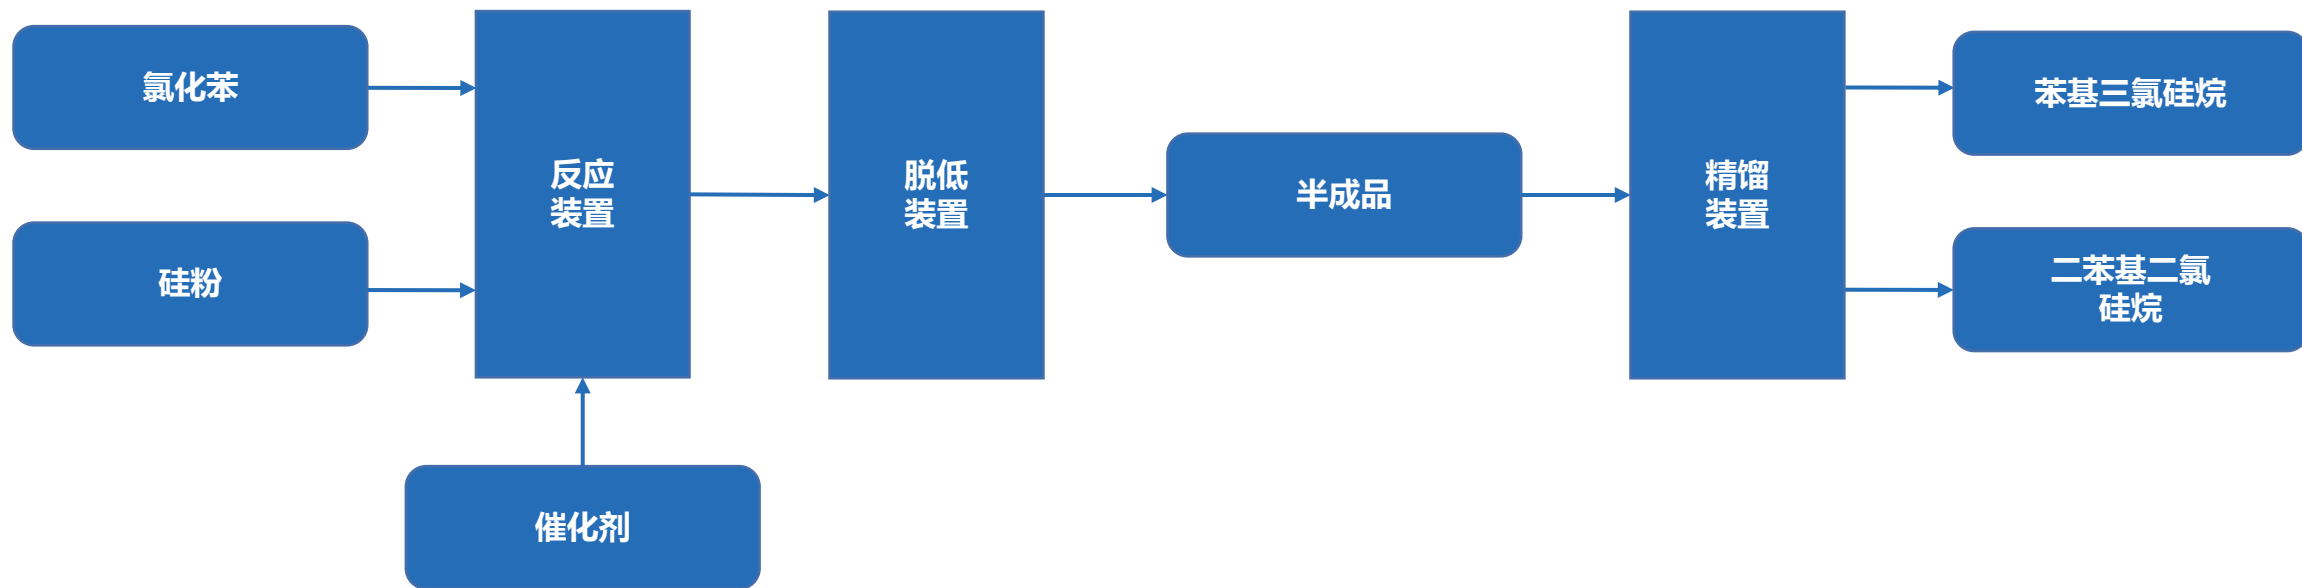 氯化苯
硅粉
催化剂
反应
装置
脱低
装置
半成品
精馏
装置
苯基三氯硅烷
二苯基二氯
硅烷